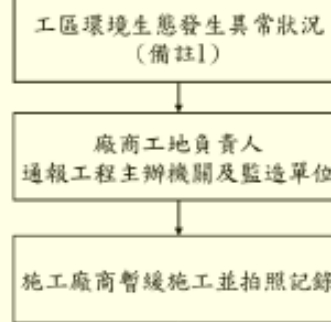 工區環境生態發生異常狀況
(備註1)
廠商工地負責人
通報工程主辦機關及監造單位
施工廠商暫緩施工並拍照記錄